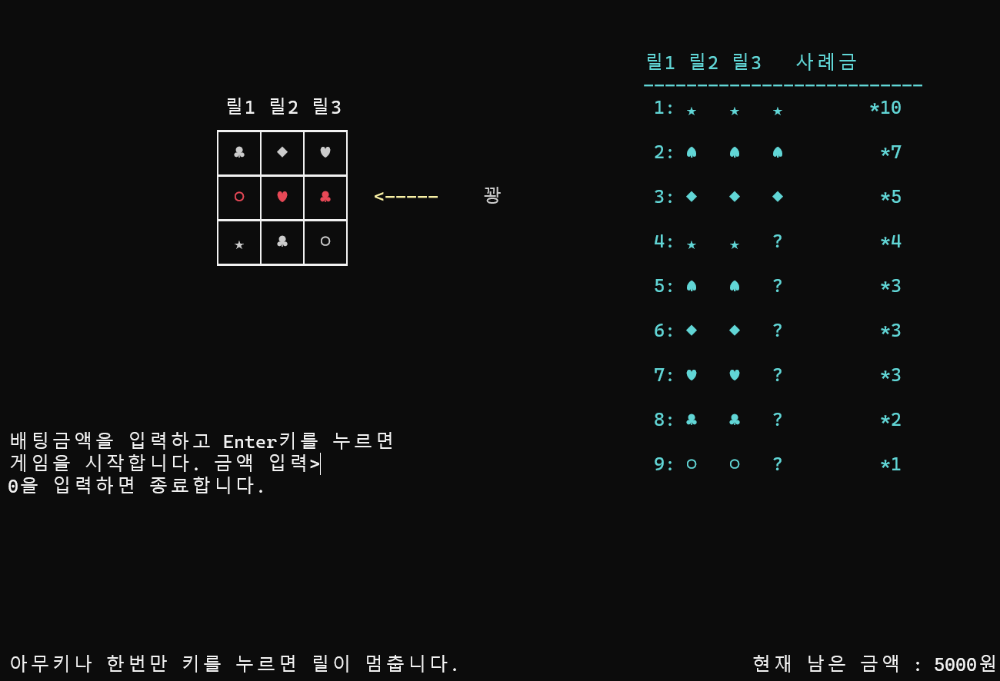 릴1 릴2 릴3 사례금
-------------------------
1: ★ ★ ★ *10
2: ♠ ♠ ♠ *7
3: ◆ ◆ ◆ *5
4: ★ ★ ? *4
5: ♠ ♠ ? *3
6: ◆ ◆ ? *3
7: ♥ ♥ ? *3
8: ♣ ♣ ? *2
9: ○ ○ ? *1
릴1 릴2 릴3
♣ ◆ ♥
○ ♥ ♣ <----- 꽝
★ ♣ ○
배팅금액을 입력하고 Enter키를 누르면
게임을 시작합니다. 금액 입력>
0을 입력하면 종료합니다.
아무키나 한번만 키를 누르면 릴이 멈춥니다.
현재 남은 금액 : 5000원